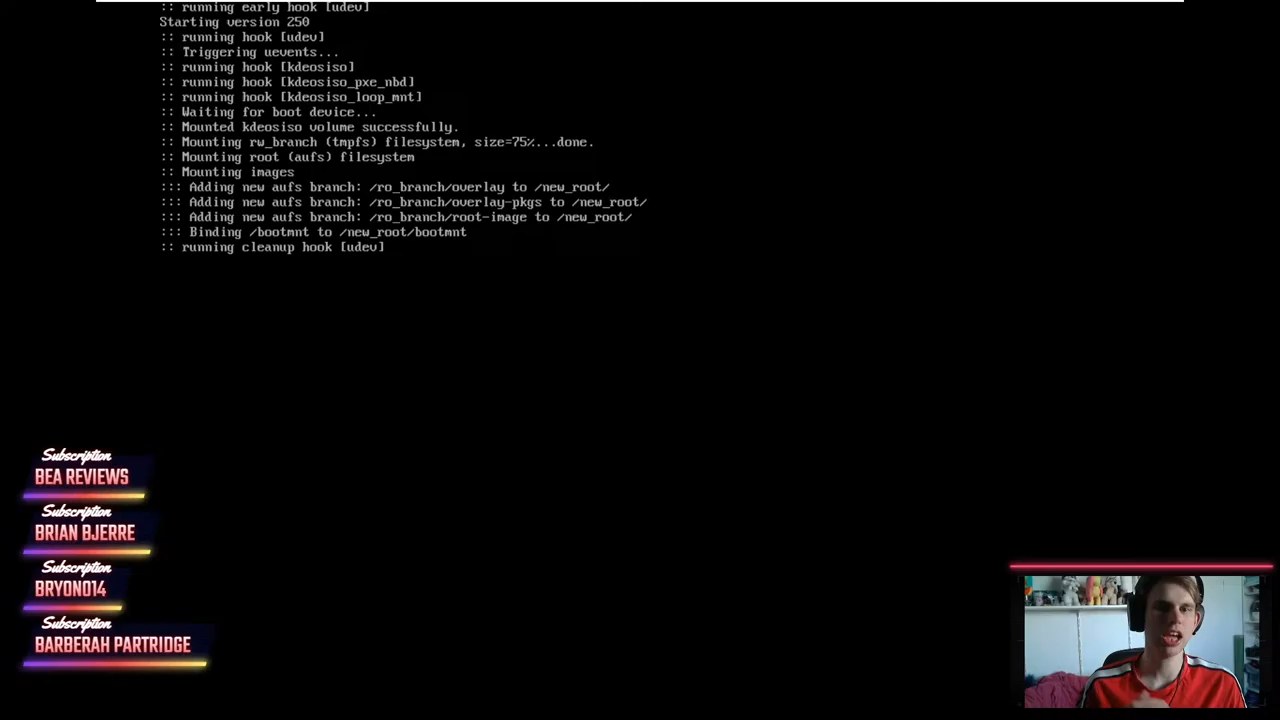 :: running early hook [udev]
Starting version 250
:: running hook [udev]
:: Triggering uevents...
:: running hook [kdeosiso]
:: running hook [kdeosiso_pxe_nbd]
:: running hook [kdeosiso_loop_mnt]
:: Waiting for boot device...
:: Mounted kdeosiso volume successfully.
:: Mounting rw_branch (tmpfs) filesystem, size=75%...done.
:: Mounting root (aufs) filesystem
:: Mounting images
::: Adding new aufs branch: /ro_branch/overlay to /new_root/
::: Adding new aufs branch: /ro_branch/overlay-pkgs to /new_root/
::: Adding new aufs branch: /ro_branch/root-image to /new_root/
::: Binding /bootmnt to /new_root/bootmnt
:: running cleanup hook [udev]
Subscription
BEA REVIEWS
Subscription
BRIAN BJERRE
Subscription
BRYON014
Subscription
BARBERAH PARTRIDGE